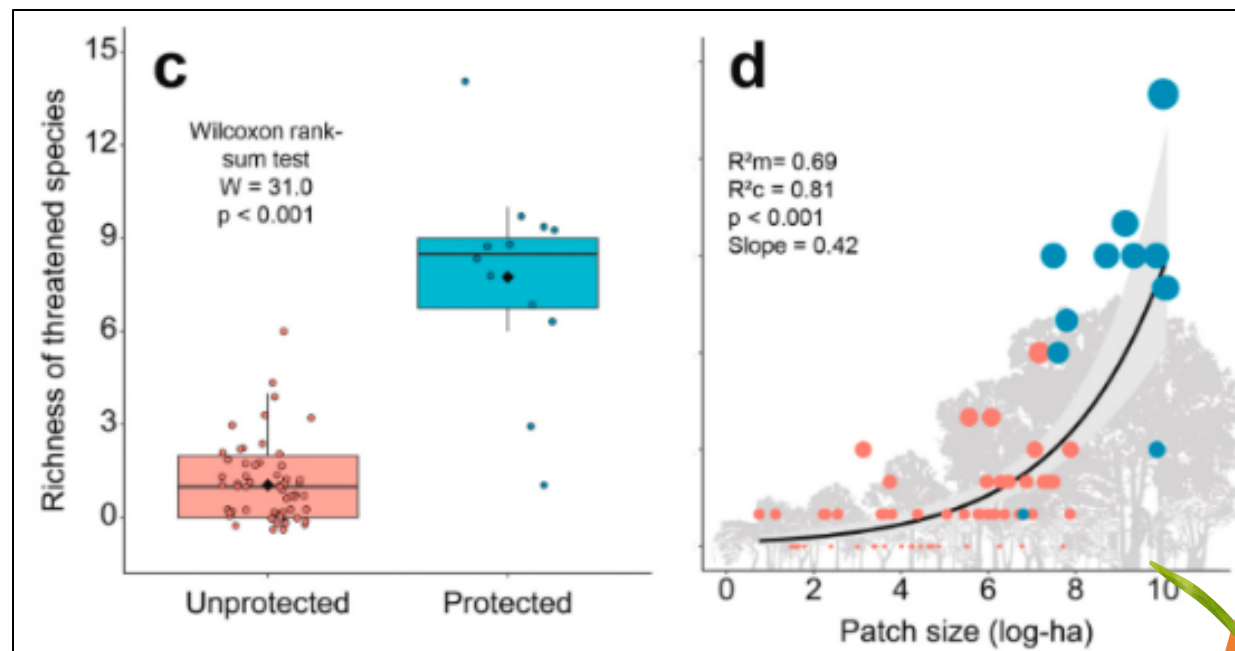 c
Richness of threatened species
15
12
9
6
3
0
Wilcoxon rank-
sum test
W = 31.0
p < 0.001
Unprotected
Protected
d
R²m= 0.69
R²c = 0.81
p < 0.001
Slope = 0.42
0
2
4
6
8
10
Patch size (log-ha)